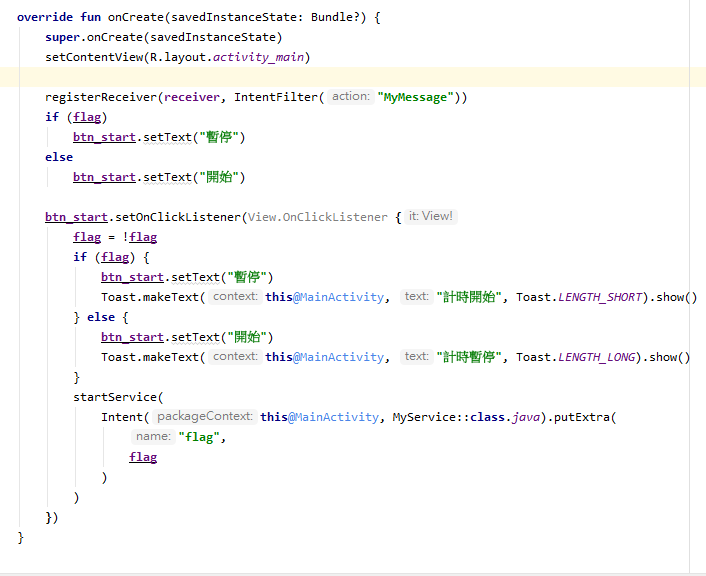 override fun onCreate(savedInstanceState: Bundle?) {
super.onCreate(savedInstanceState)
setContentView(R.layout.activity_main)
registerReceiver(receiver, IntentFilter( action: "MyMessage"))
if (flag)
btn_start.setText("暫停")
else
btn_start.setText("開始")
btn_start.setOnClickListener(View.OnClickListener { it: View!
flag = !flag
if (flag) {
btn_start.setText("暫停")
Toast.makeText( context: this@MainActivity, text: "計時開始", Toast.LENGTH_SHORT).show()
} else {
btn_start.setText("開始")
Toast.makeText( context: this@MainActivity, text: "計時暫停", Toast.LENGTH_LONG).show()
}
startService(
Intent( packageContext: this@MainActivity, MyService::class.java).putExtra(
name: "flag",
flag
)
)
})
}